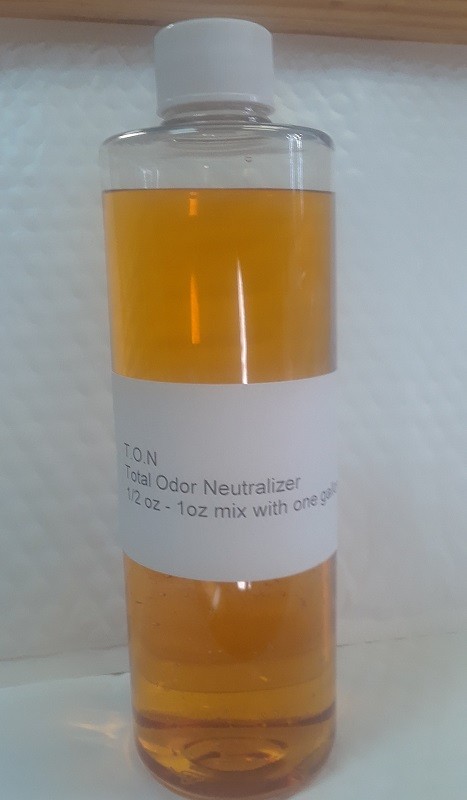 T.O.N
Total Odor Neutralizer
1/2 oz - 1oz mix with one